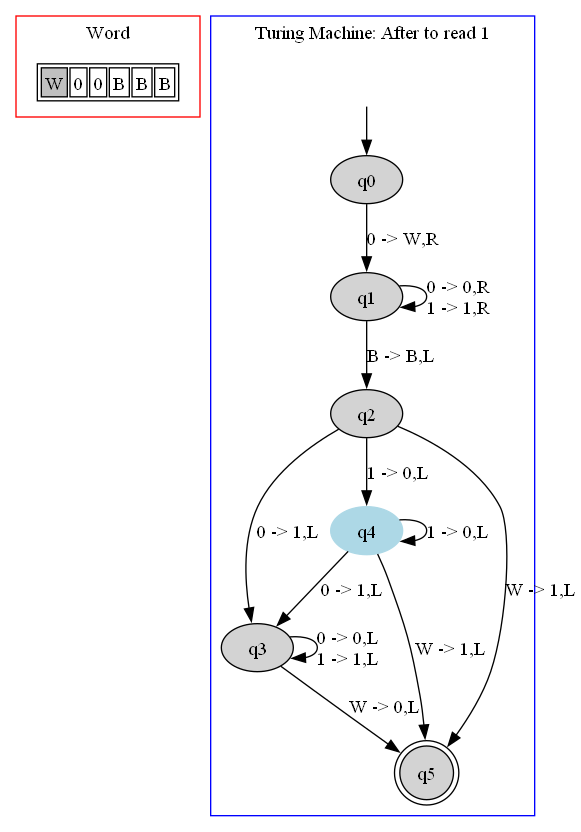 Word
W 0 0 B B B
Turing Machine: After to read 1
q0
0 -> W,R
q1
0 -> 0,R
1 -> 1,R
B -> B,L
q2
1 -> 0,L
0 -> 1,L
q4
1 -> 0,L
W -> 1,L
0 -> 1,L
q3
0 -> 0,L
1 -> 1,L
W -> 1,L
W -> 0,L
q5